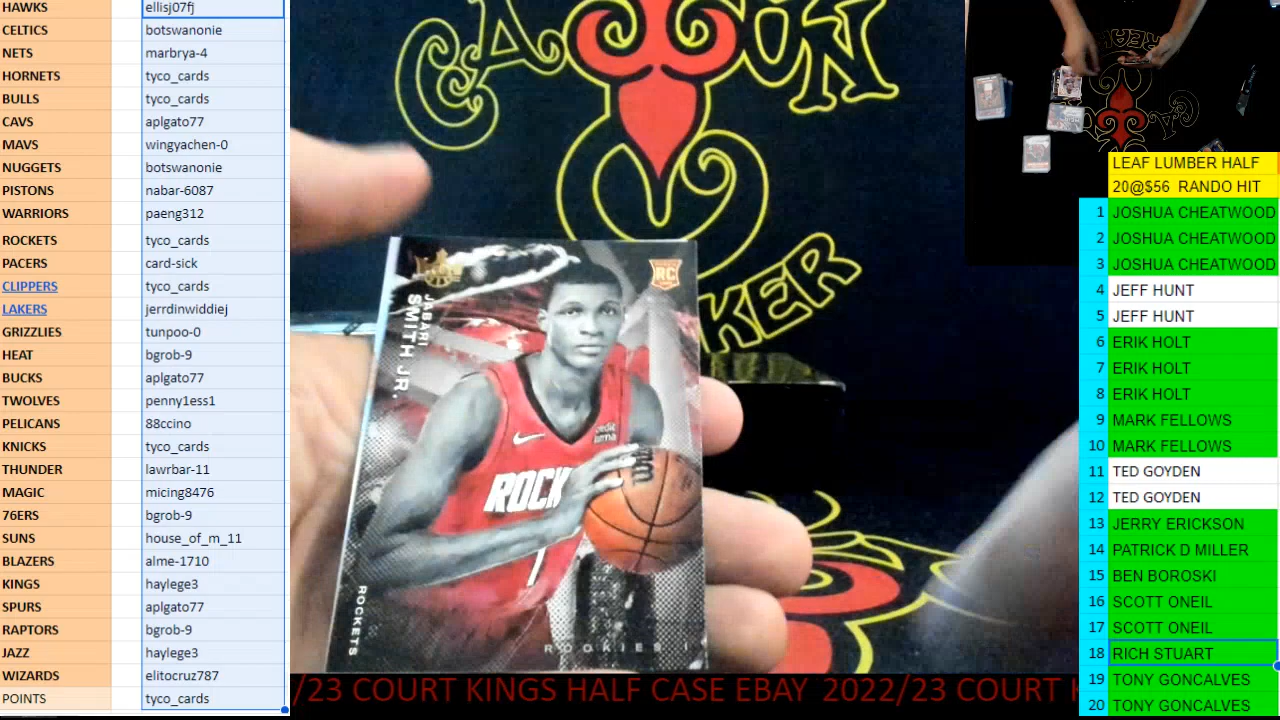 HAWKS ellisj07fj
CELTICS botswanonie
NETS marbrya-4
HORNETS tyco_cards
BULLS tyco_cards
CAVS aplgato77
MAVS wingyachen-0
NUGGETS botswanonie
PISTONS nabar-6087
WARRIORS paeng312
ROCKETS tyco_cards
PACERS card-sick
CLIPPERS tyco_cards
LAKERS jerrdinwiddiej
GRIZZLIES tunpoo-0
HEAT bgrob-9
BUCKS aplgato77
TWOLVES penny1ess1
PELICANS 88ccino
KNICKS tyco_cards
THUNDER lawrbar-11
MAGIC micing8476
76ERS bgrob-9
SUNS house_of_m_11
BLAZERS alme-1710
KINGS haylege3
SPURS aplgato77
RAPTORS bgrob-9
JAZZ haylege3
WIZARDS elitocruz787
POINTS tyco_cards
KER
RC
JABARI
SMITH JR.
ROCK
1
ROCKETS
ROOKIES I
/23 COURT KINGS HALF CASE EBAY 2022/23 COURT K
LEAF LUMBER HALF
20@$56 RANDO HIT
1 JOSHUA CHEATWOOD
2 JOSHUA CHEATWOOD
3 JOSHUA CHEATWOOD
4 JEFF HUNT
5 JEFF HUNT
6 ERIK HOLT
7 ERIK HOLT
8 ERIK HOLT
9 MARK FELLOWS
10 MARK FELLOWS
11 TED GOYDEN
12 TED GOYDEN
13 JERRY ERICKSON
14 PATRICK D MILLER
15 BEN BOROSKI
16 SCOTT ONEIL
17 SCOTT ONEIL
18 RICH STUART
19 TONY GONCALVES
20 TONY GONCALVES